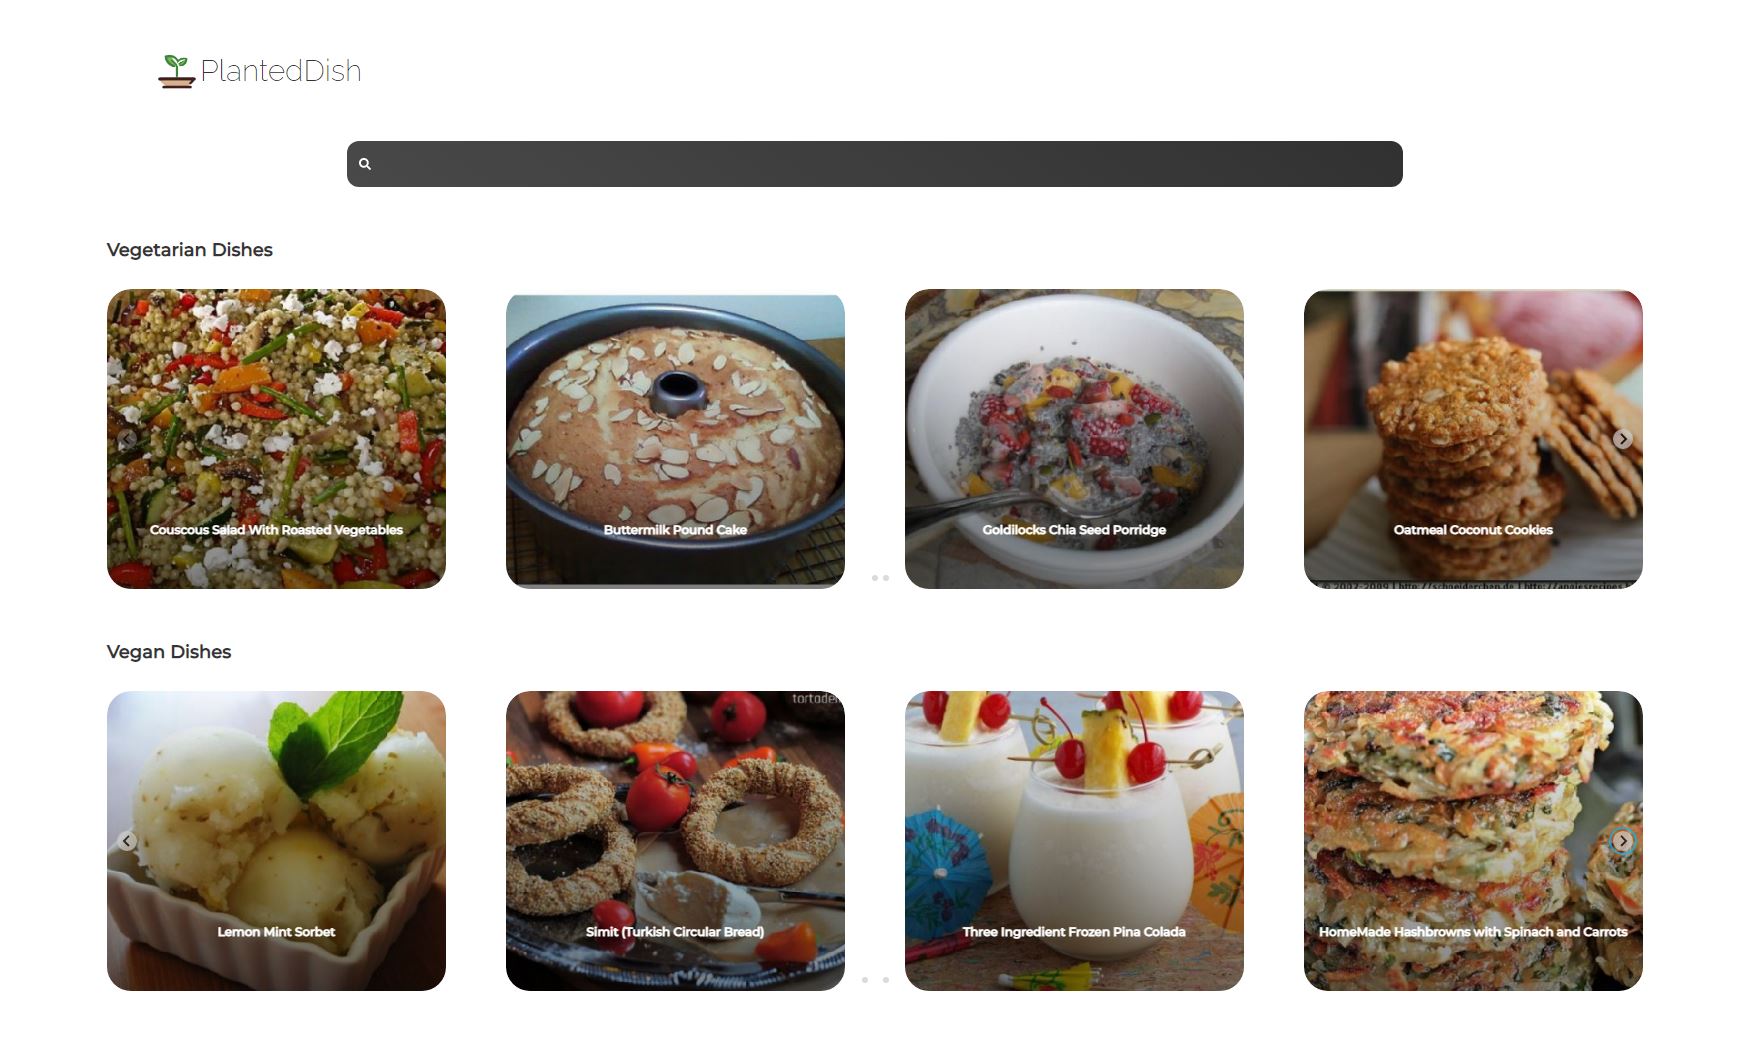 PlantedDish
Vegetarian Dishes
Couscous Salad With Roasted Vegetables
Buttermilk Pound Cake
Goldilocks Chia Seed Porridge
Oatmeal Coconut Cookies
Vegan Dishes
Lemon Mint Sorbet
Simit (Turkish Circular Bread)
Three Ingredient Frozen Pina Colada
HomeMade Hashbrowns with Spinach and Carrots